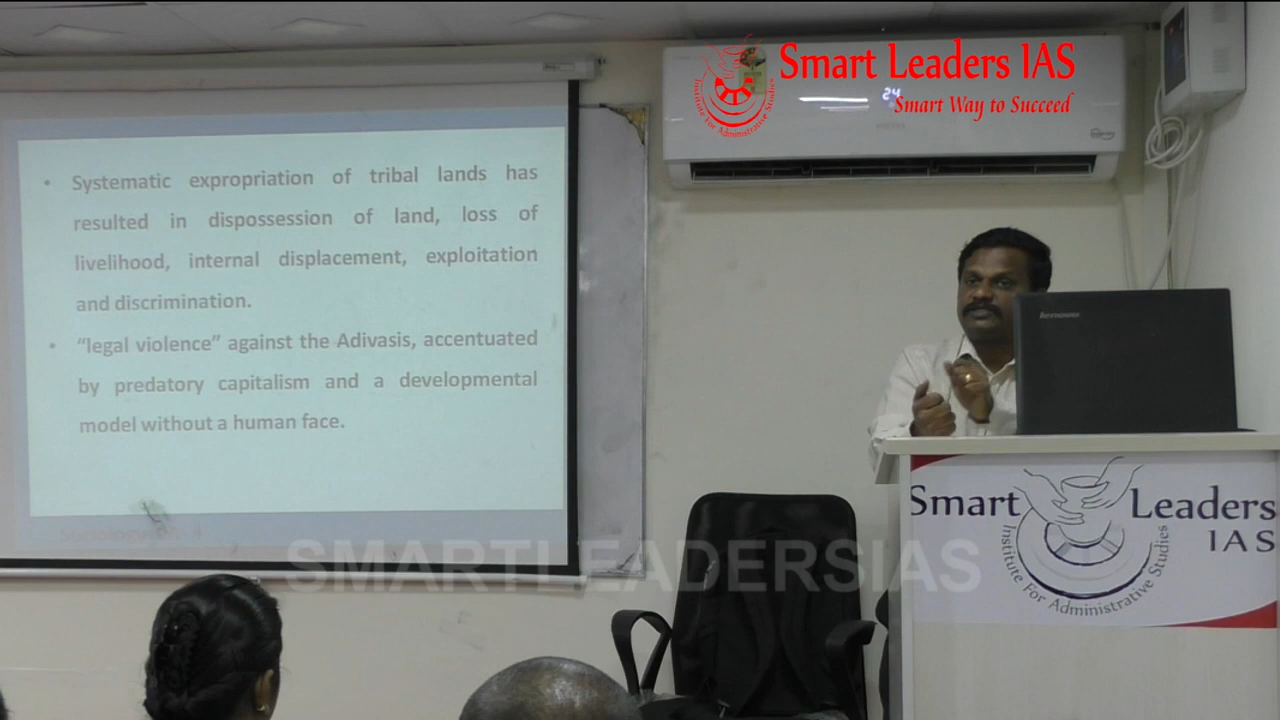 Smart Leaders IAS
Smart Way to Succeed
Institute For Administrative Studies
24
• Systematic expropriation of tribal lands has
resulted in dispossession of land, loss of
livelihood, internal displacement, exploitation
and discrimination.
• “legal violence” against the Adivasis, accentuated
by predatory capitalism and a developmental
model without a human face.
SMARTLEADERSIAS
lenovo
Smart Leaders
IAS
Institute For Administrative Studies